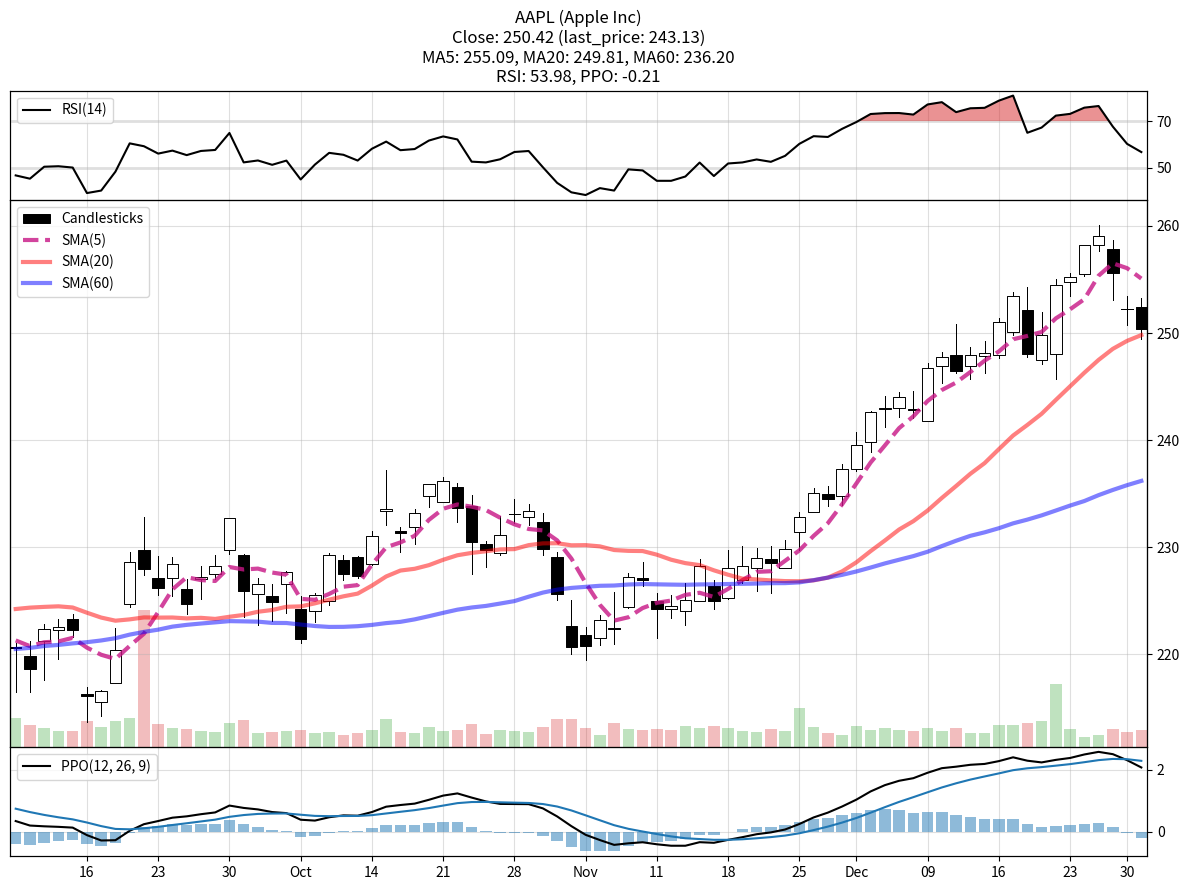 AAPL (Apple Inc)
Close: 250.42 (last_price: 243.13)
MA5: 255.09, MA20: 249.81, MA60: 236.20
RSI: 53.98, PPO: -0.21
RSI(14)
70
50
Candlesticks
SMA(5)
SMA(20)
SMA(60)
260
250
240
230
220
PPO(12, 26, 9)
2
0
16 23 30 Oct 14 21 28 Nov 11 18 25 Dec 09 16 23 30